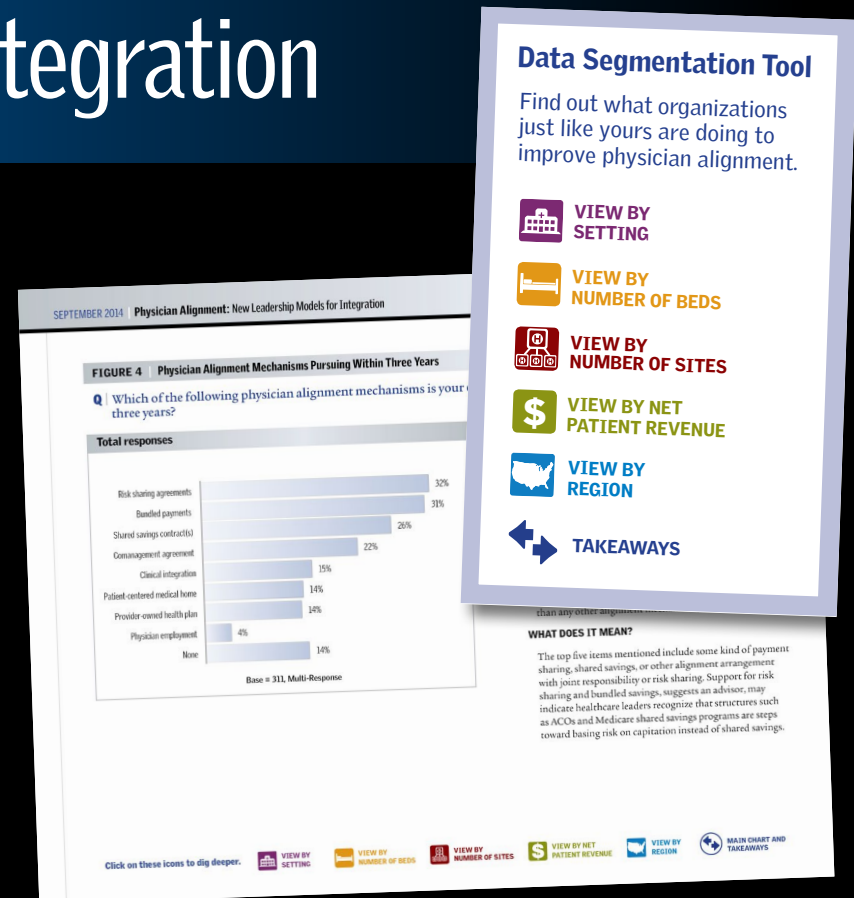 tegration
Data Segmentation Tool
Find out what organizations
just like yours are doing to
improve physician alignment.
VIEW BY
SETTING
VIEW BY
NUMBER OF BEDS
VIEW BY
NUMBER OF SITES
VIEW BY NET
PATIENT REVENUE
VIEW BY
REGION
TAKEAWAYS
SEPTEMBER 2014 | Physician Alignment: New Leadership Models for Integration
FIGURE 4 | Physician Alignment Mechanisms Pursuing Within Three Years
Q | Which of the following physician alignment mechanisms is your
three years?
Total responses
Risk sharing agreements 32%
Bundled payments 31%
Shared savings contract(s) 26%
Comanagement agreement 22%
Clinical integration 15%
Patient-centered medical home 14%
Provider-owned health plan 14%
Physician employment 4%
None 14%
Base = 311, Multi-Response
than any other alignment
WHAT DOES IT MEAN?
The top five items mentioned include some kind of payment
sharing, shared savings, or other alignment arrangement
with joint responsibility or risk sharing. Support for risk
sharing and bundled savings, suggests an advisor, may
indicate healthcare leaders recognize that structures such
as ACOs and Medicare shared savings programs are steps
toward basing risk on capitation instead of shared savings.
Click on these icons to dig deeper.
VIEW BY
SETTING
VIEW BY
NUMBER OF BEDS
VIEW BY
NUMBER OF SITES
VIEW BY NET
PATIENT REVENUE
VIEW BY
REGION
MAIN CHART AND
TAKEAWAYS